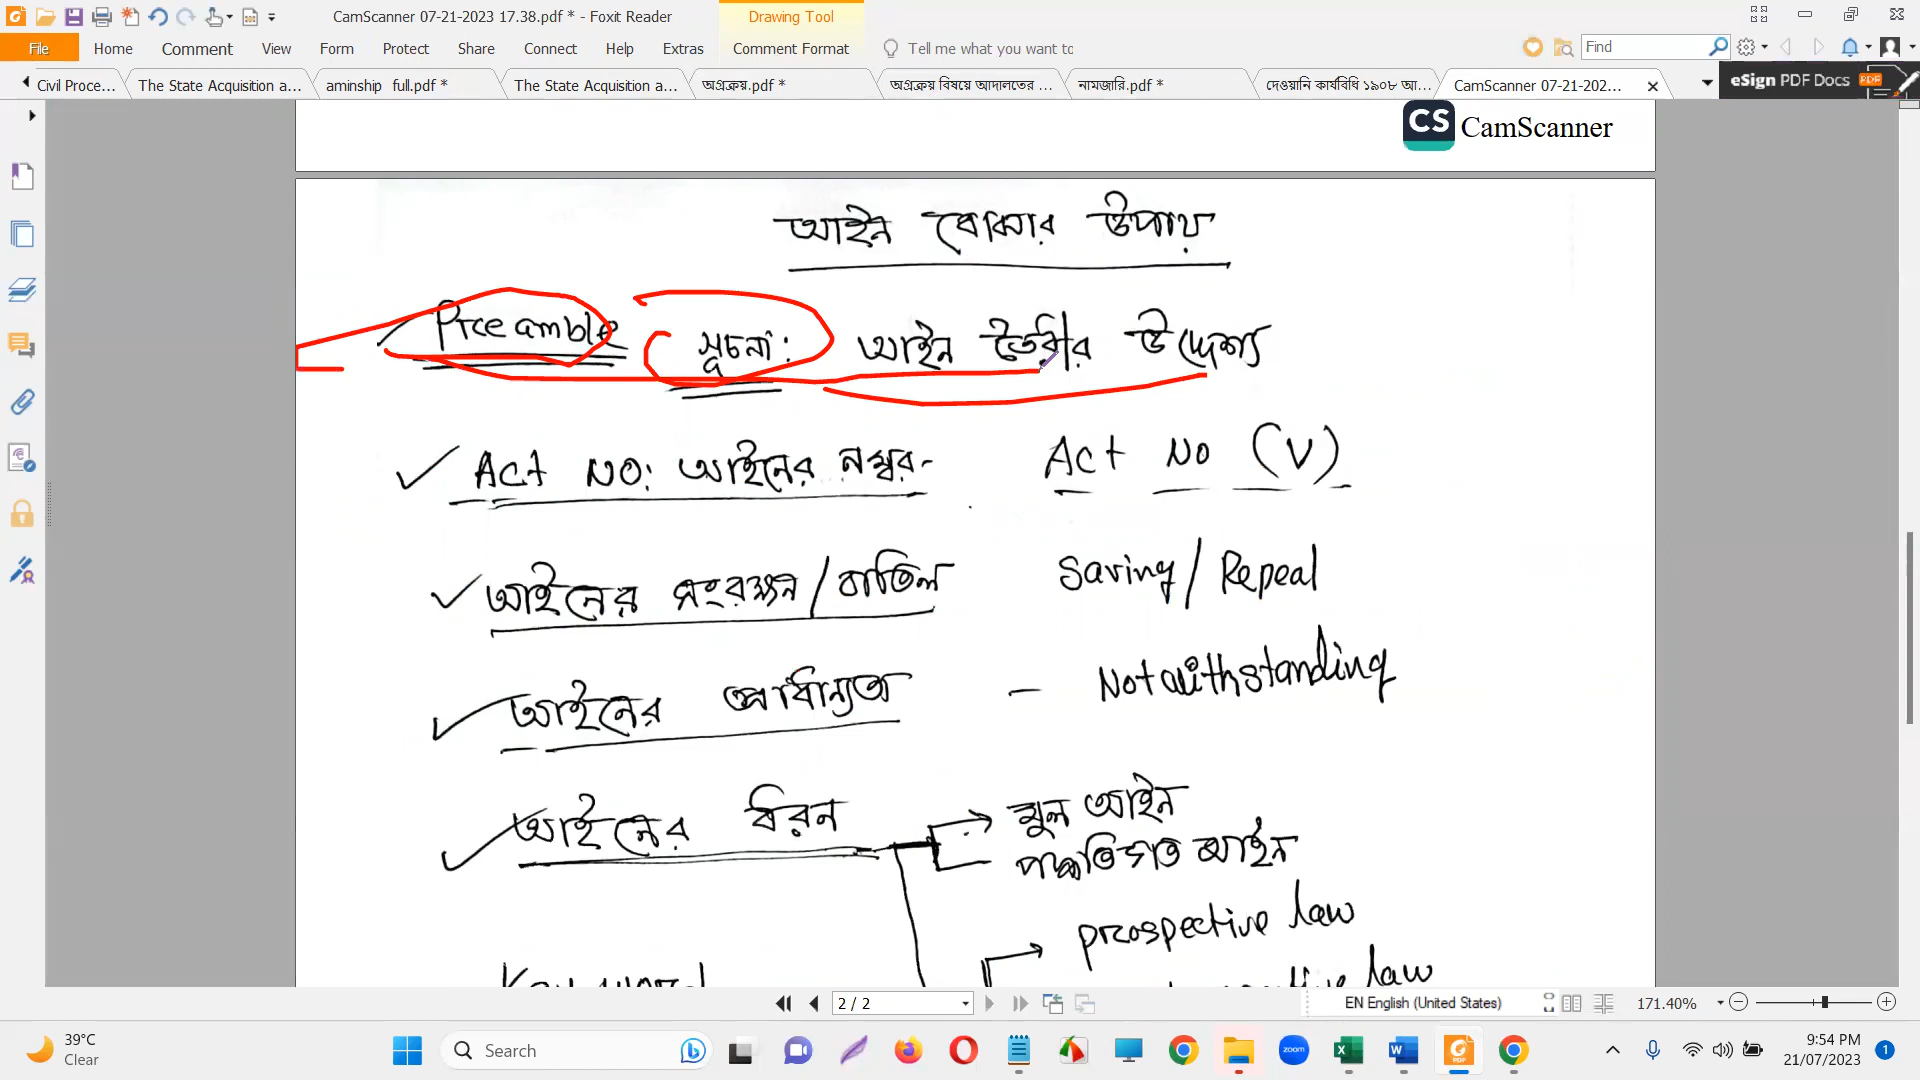 CamScanner 07-21-2023 17.38.pdf * - Foxit Reader
Drawing Tool
File Home Comment View Form Protect Share Connect Help Extras Comment Format Tell me what you want to Find
Civil Proce... The State Acquisition a... aminship full.pdf * The State Acquisition a... অগ্রক্রয়.pdf * অগ্রক্রয় বিষয়ে আদালতের ... নামজারি.pdf * দেওয়ানি কার্যবিধি ১৯০৮ আ... CamScanner 07-21-202... eSign PDF Docs
CS CamScanner
আইন বোঝার উপায়
Preamble সূচনা: আইন তৈরীর উদ্দেশ্য
Act NO: আইনের নম্বর- Act No (V)
আইনের সংরক্ষন/বাতিল Saving/Repeal
আইনের প্রাধান্যতা - Notwithstanding
আইনের ধরন → মূল আইন
পদ্ধতিগত আইন
→ prospective law
law
2 / 2 EN English (United States) 171.40%
39°C
Clear
Search
zoom
9:54 PM
21/07/2023
1